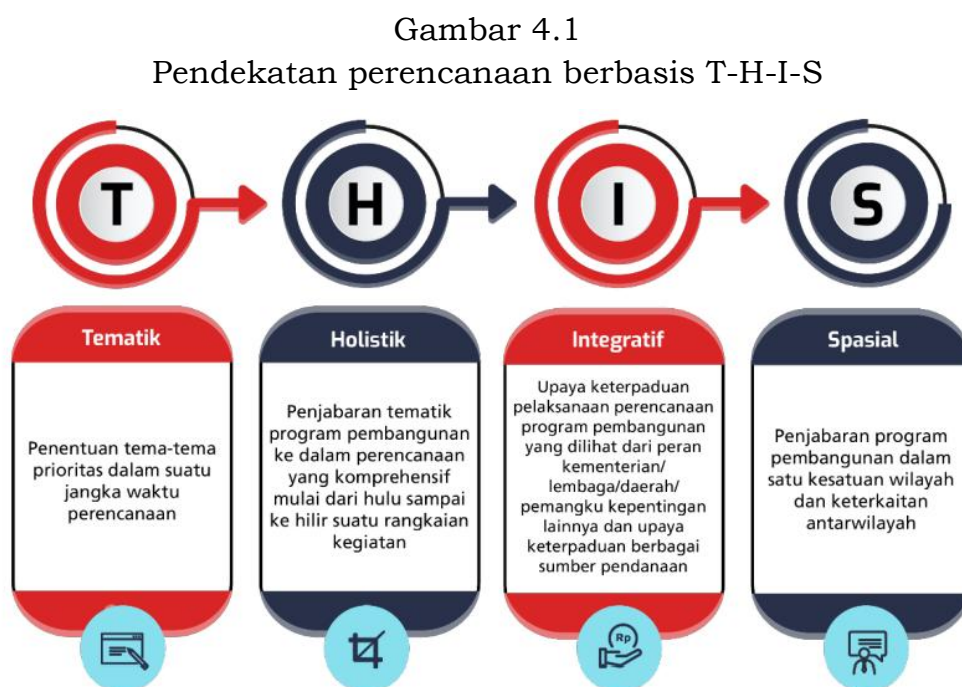 Gambar 4.1
Pendekatan perencanaan berbasis T-H-I-S
T
H
I
S
Tematik
Penentuan tema-tema
prioritas dalam suatu
jangka waktu
perencanaan
Holistik
Penjabaran tematik
program pembangunan
ke dalam perencanaan
yang komprehensif
mulai dari hulu sampai
ke hilir suatu rangkaian
kegiatan
Integratif
Upaya keterpaduan
pelaksanaan perencanaan
program pembangunan
yang dilihat dari peran
kementerian/
lembaga/daerah/
pemangku kepentingan
lainnya dan upaya
keterpaduan berbagai
sumber pendanaan
Rp
Spasial
Penjabaran program
pembangunan dalam
satu kesatuan wilayah
dan keterkaitan
antarwilayah